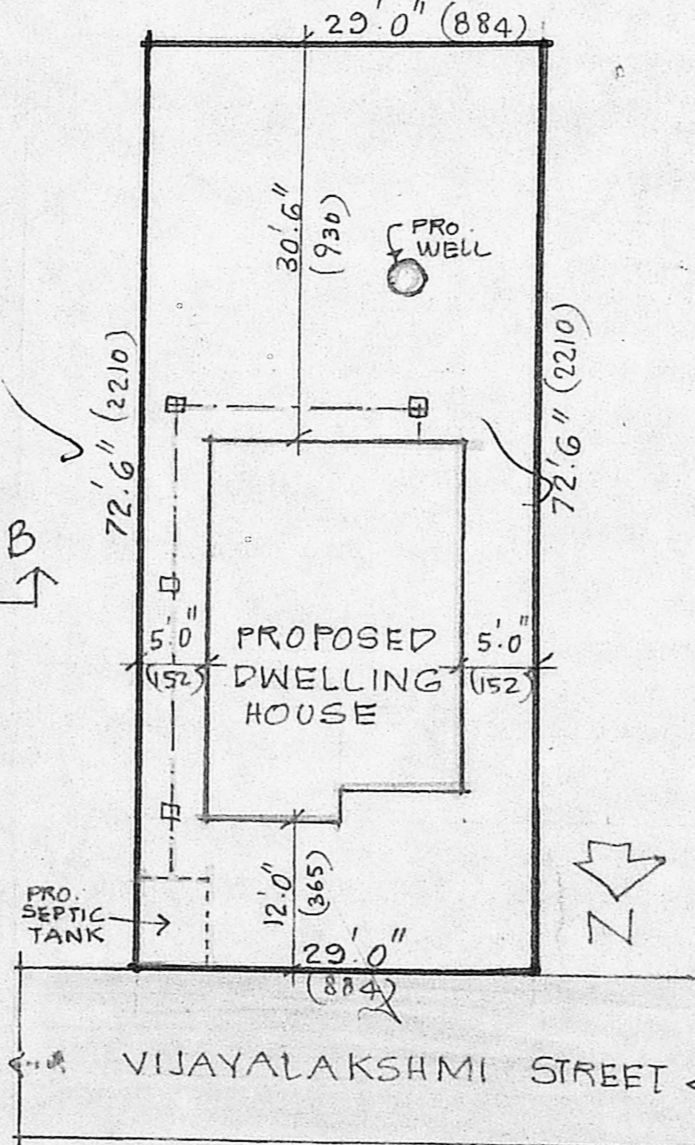 29'.0" (884)
30'.6"
(930)
PRO.
WELL
72'.6" (2210)
72'.6" (2210)
B
5'.0"
(152)
PROPOSED
DWELLING
HOUSE
5'.0"
(152)
PRO.
SEPTIC
TANK
12'.0"
(365)
N
29'.0"
(884)
VIJAYALAKSHMI STREET